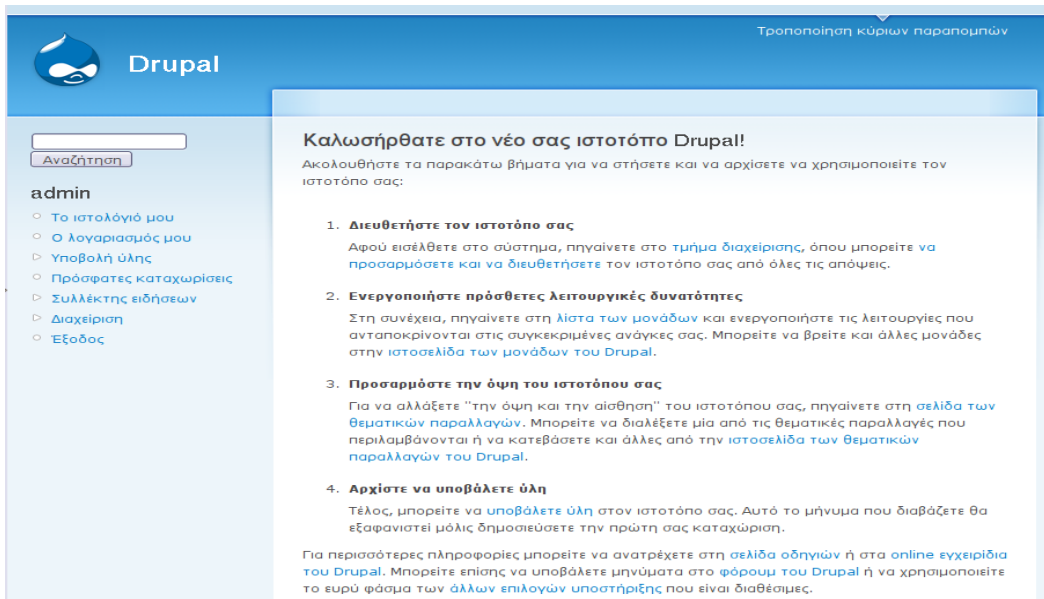 Τροποποίηση κύριων παραπομπών
Drupal
Αναζήτηση
admin
Το ιστολόγιό μου
Ο λογαριασμός μου
Υποβολή ύλης
Πρόσφατες καταχωρίσεις
Συλλέκτης ειδήσεων
Διαχείριση
Έξοδος
Καλωσήρθατε στο νέο σας ιστοτόπο Drupal!
Ακολουθήστε τα παρακάτω βήματα για να στήσετε και να αρχίσετε να χρησιμοποιείτε τον
ιστοτόπο σας:
1. Διευθετήστε τον ιστοτόπο σας
Αφού εισέλθετε στο σύστημα, πηγαίνετε στο τμήμα διαχείρισης, όπου μπορείτε να
προσαρμόσετε και να διευθετήσετε τον ιστοτόπο σας από όλες τις απόψεις.
2. Ενεργοποιήστε πρόσθετες λειτουργικές δυνατότητες
Στη συνέχεια, πηγαίνετε στη λίστα των μονάδων και ενεργοποιήστε τις λειτουργίες που
ανταποκρίνονται στις συγκεκριμένες ανάγκες σας. Μπορείτε να βρείτε και άλλες μονάδες
στην ιστοσελίδα των μονάδων του Drupal.
3. Προσαρμόστε την όψη του ιστοτόπου σας
Για να αλλάξετε "την όψη και την αίσθηση" του ιστοτόπου σας, πηγαίνετε στη σελίδα των
θεματικών παραλλαγών. Μπορείτε να διαλέξετε μία από τις θεματικές παραλλαγές που
περιλαμβάνονται ή να κατεβάσετε και άλλες από την ιστοσελίδα των θεματικών
παραλλαγών του Drupal.
4. Αρχίστε να υποβάλετε ύλη
Τέλος, μπορείτε να υποβάλετε ύλη στον ιστοτόπο σας. Αυτό το μήνυμα που διαβάζετε θα
εξαφανιστεί μόλις δημοσιεύσετε την πρώτη σας καταχώριση.
Για περισσότερες πληροφορίες μπορείτε να ανατρέχετε στη σελίδα οδηγιών ή στα online εγχειρίδια
του Drupal. Μπορείτε επίσης να υποβάλετε μηνύματα στο φόρουμ του Drupal ή να χρησιμοποιείτε
το ευρύ φάσμα των άλλων επιλογών υποστήριξης που είναι διαθέσιμες.